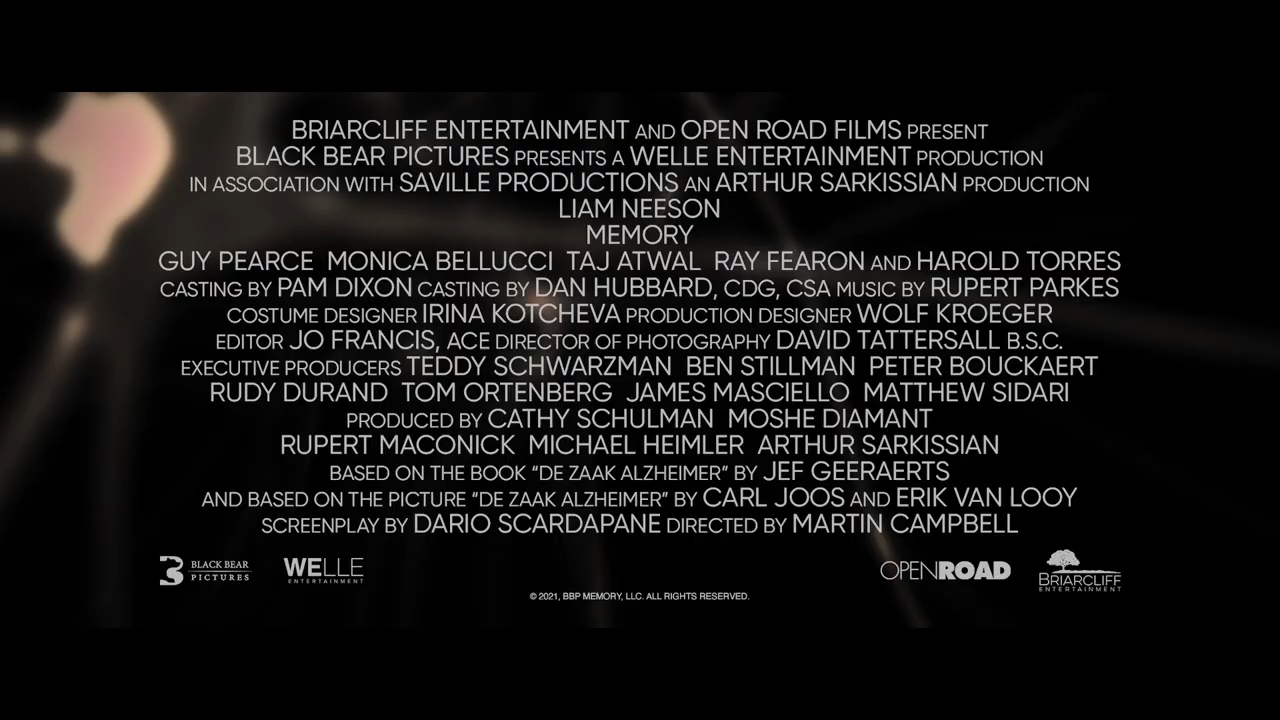 BRIARCLIFF ENTERTAINMENT AND OPEN ROAD FILMS PRESENT
BLACK BEAR PICTURES PRESENTS A WELLE ENTERTAINMENT PRODUCTION
IN ASSOCIATION WITH SAVILLE PRODUCTIONS AN ARTHUR SARKISSIAN PRODUCTION
LIAM NEESON
MEMORY
GUY PEARCE MONICA BELLUCCI TAJ ATWAL RAY FEARON AND HAROLD TORRES
CASTING BY PAM DIXON CASTING BY DAN HUBBARD, CDG, CSA MUSIC BY RUPERT PARKES
COSTUME DESIGNER IRINA KOTCHEVA PRODUCTION DESIGNER WOLF KROEGER
EDITOR JO FRANCIS, ACE DIRECTOR OF PHOTOGRAPHY DAVID TATTERSALL B.S.C.
EXECUTIVE PRODUCERS TEDDY SCHWARZMAN BEN STILLMAN PETER BOUCKAERT
RUDY DURAND TOM ORTENBERG JAMES MASCIELLO MATTHEW SIDARI
PRODUCED BY CATHY SCHULMAN MOSHE DIAMANT
RUPERT MACONICK MICHAEL HEIMLER ARTHUR SARKISSIAN
BASED ON THE BOOK “DE ZAAK ALZHEIMER” BY JEF GEERAERTS
AND BASED ON THE PICTURE “DE ZAAK ALZHEIMER” BY CARL JOOS AND ERIK VAN LOOY
SCREENPLAY BY DARIO SCARDAPANE DIRECTED BY MARTIN CAMPBELL
BLACK BEAR
PICTURES
WELLE
ENTERTAINMENT
OPENROAD
BRIARCLIFF
ENTERTAINMENT
© 2021, BBP MEMORY, LLC. ALL RIGHTS RESERVED.